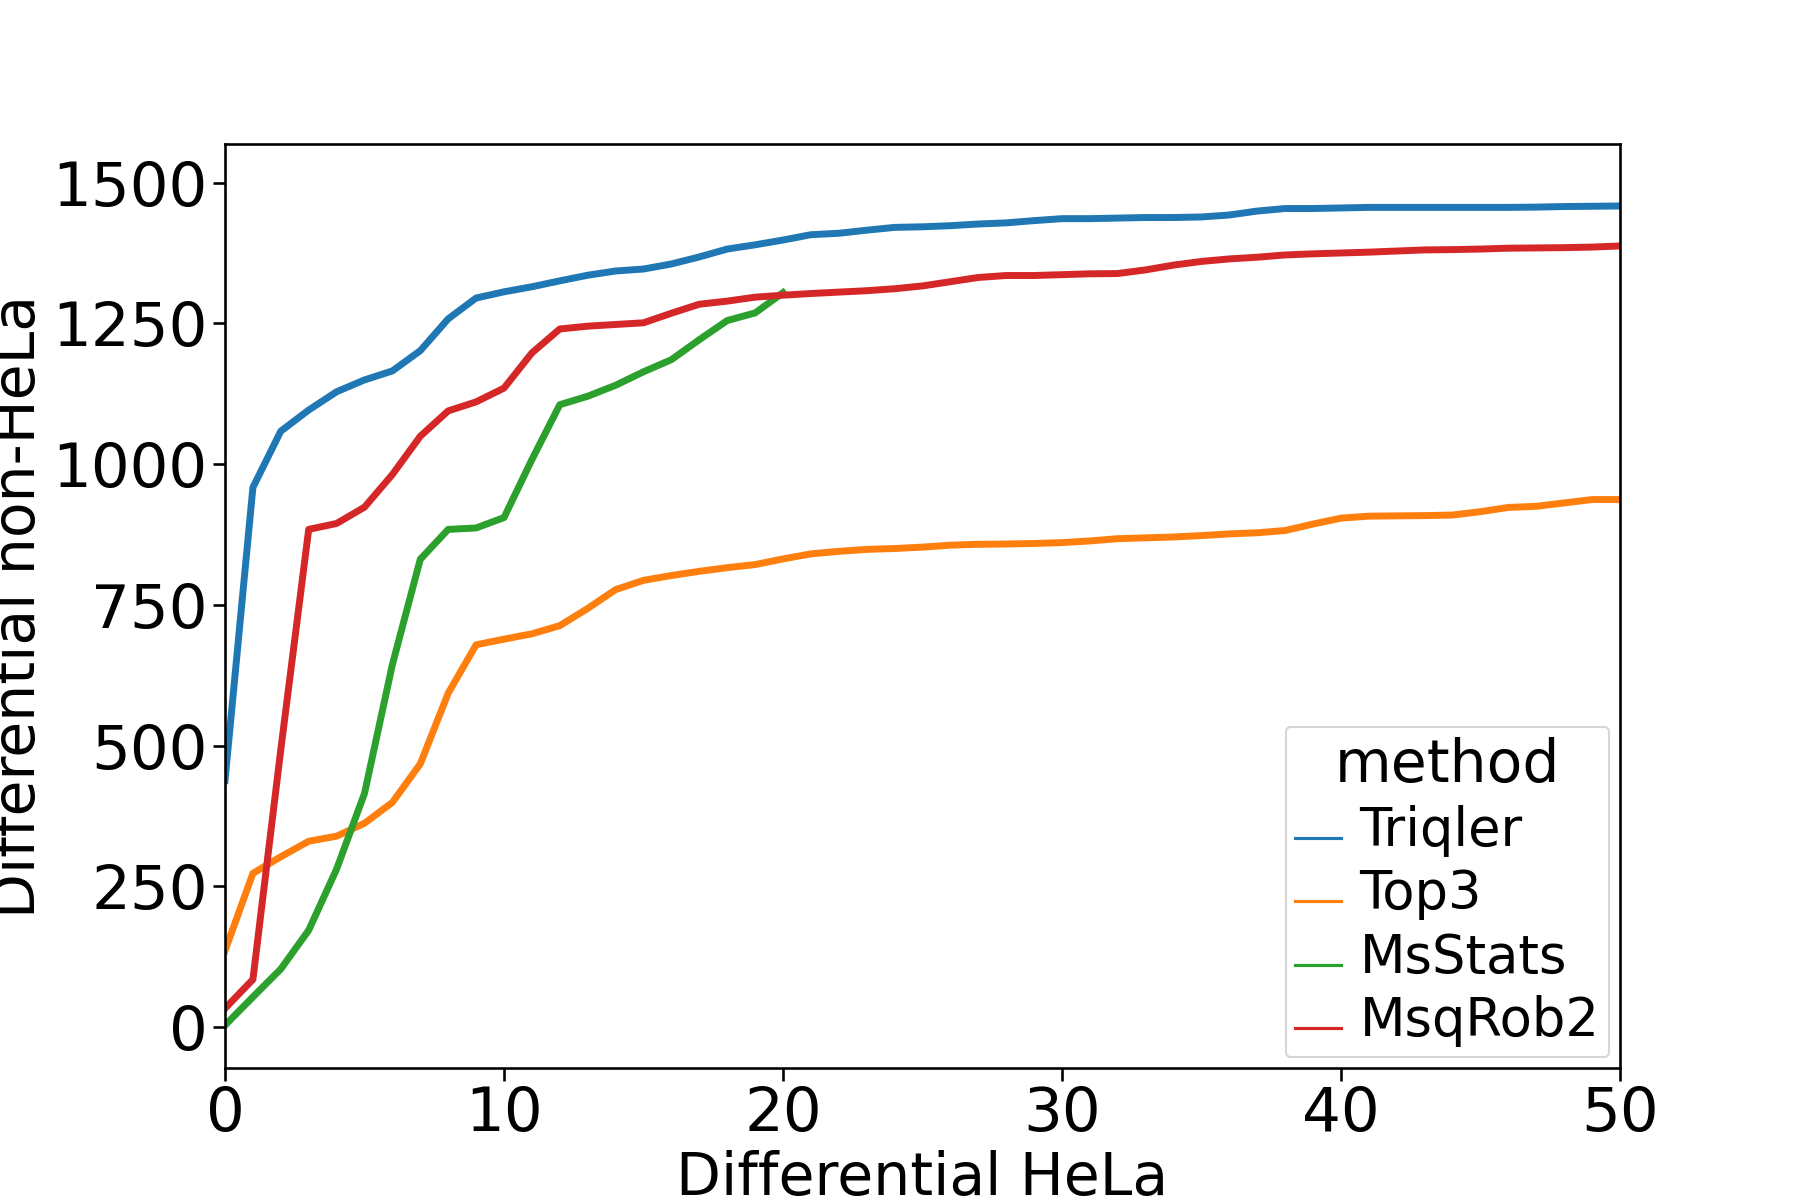 Differential non-HeLa
1500
1250
1000
750
500
250
0
0 10 20 30 40 50
Differential HeLa
method
Triqler
Top3
MsStats
MsqRob2